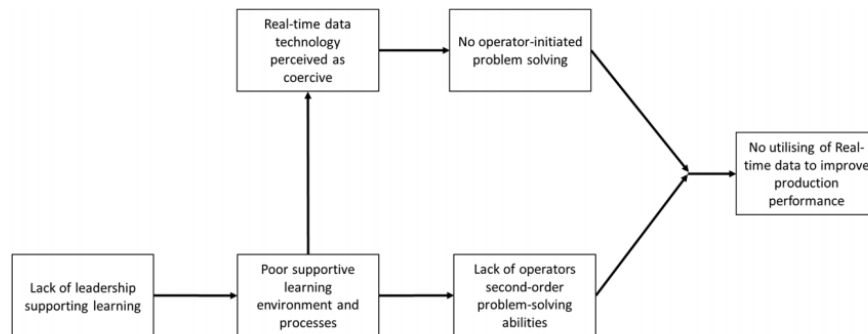 Real-time data
technology
perceived as
coercive
No operator-initiated
problem solving
No utilising of Real-
time data to improve
production
performance
Lack of leadership
supporting learning
Poor supportive
learning
environment and
processes
Lack of operators
second-order
problem-solving
abilities